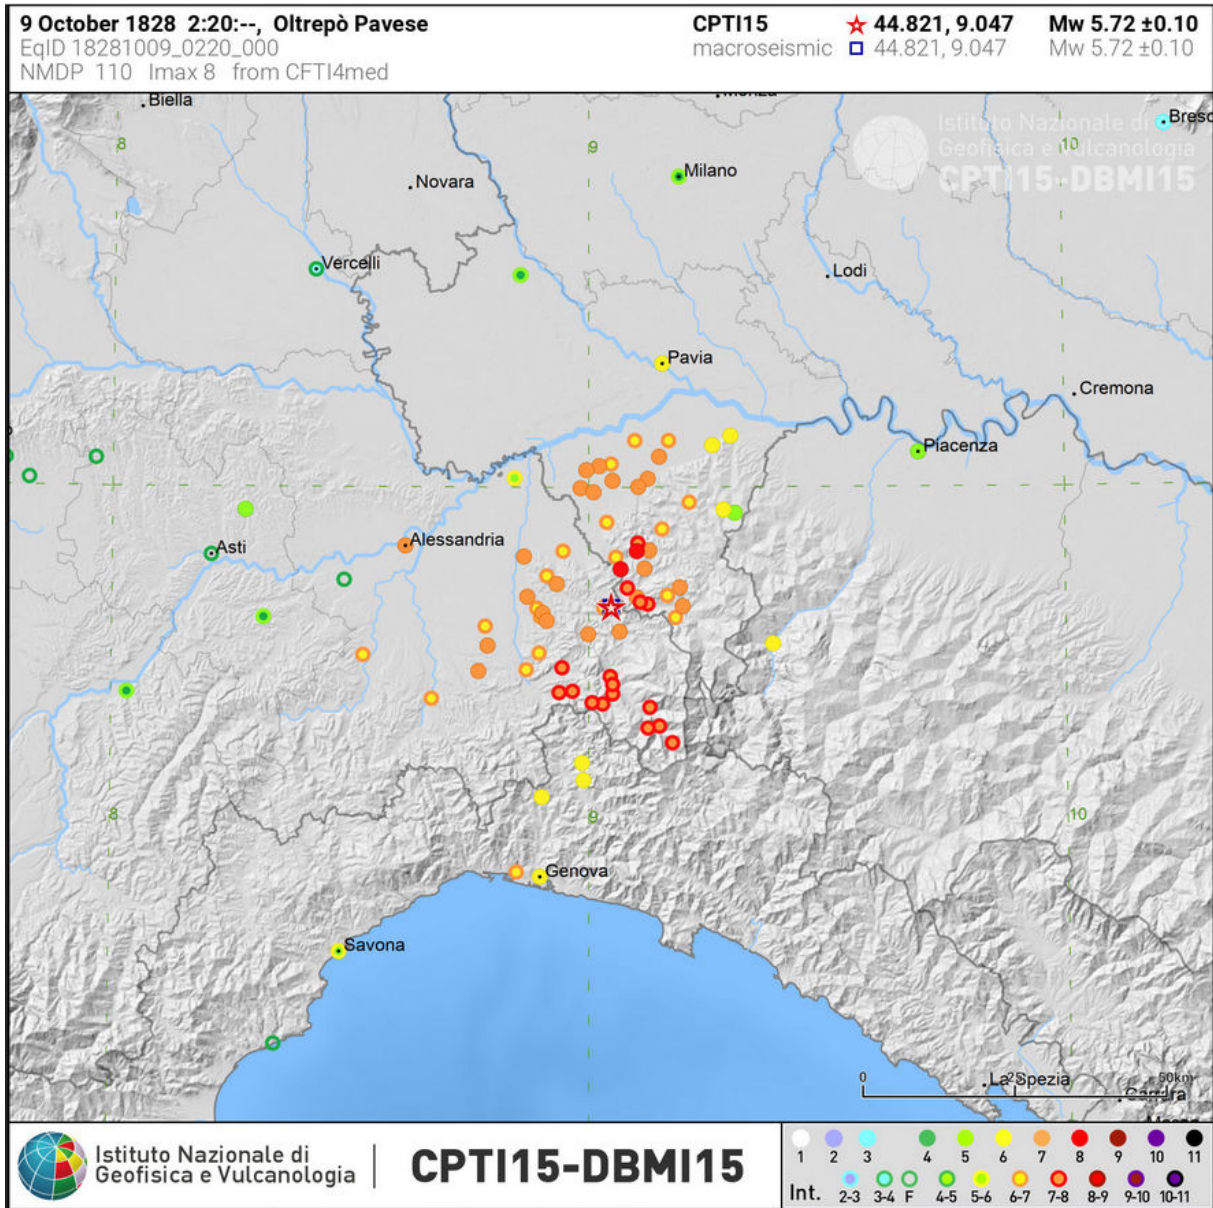 9 October 1828 2:20:--, Oltrepò Pavese
EqID 18281009_0220_000
NMDP 110 Imax 8 from CFTI4med
CPTI15 44.821, 9.047 Mw 5.72 ±0.10
macroseismic 44.821, 9.047 Mw 5.72 ±0.10
Biella
Istituto Nazionale di
Geofisica e Vulcanologia
CPTI15-DBMI15
8
9
10
Milano
Novara
Vercelli
Lodi
Pavia
Cremona
Piacenza
Alessandria
Asti
8
9
10
Genova
Savona
La Spezia
0 25 50km
Carrara
Istituto Nazionale di
Geofisica e Vulcanologia
CPTI15-DBMI15
1 2 3 4 5 6 7 8 9 10 11
Int. 2-3 3-4 F 4-5 5-6 6-7 7-8 8-9 9-10 10-11